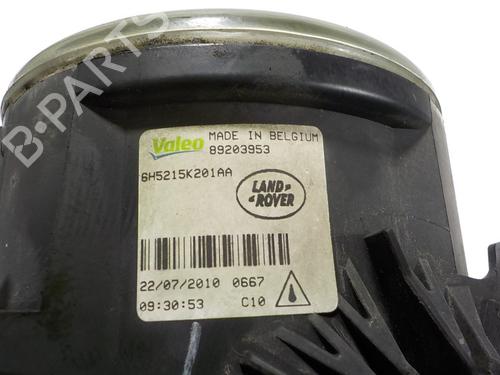 B-PARTS
Valeo MADE IN BELGIUM
89203953
6H5215K201AA
LAND-
-ROVER
22/07/2010 0667
09:30:53 C10